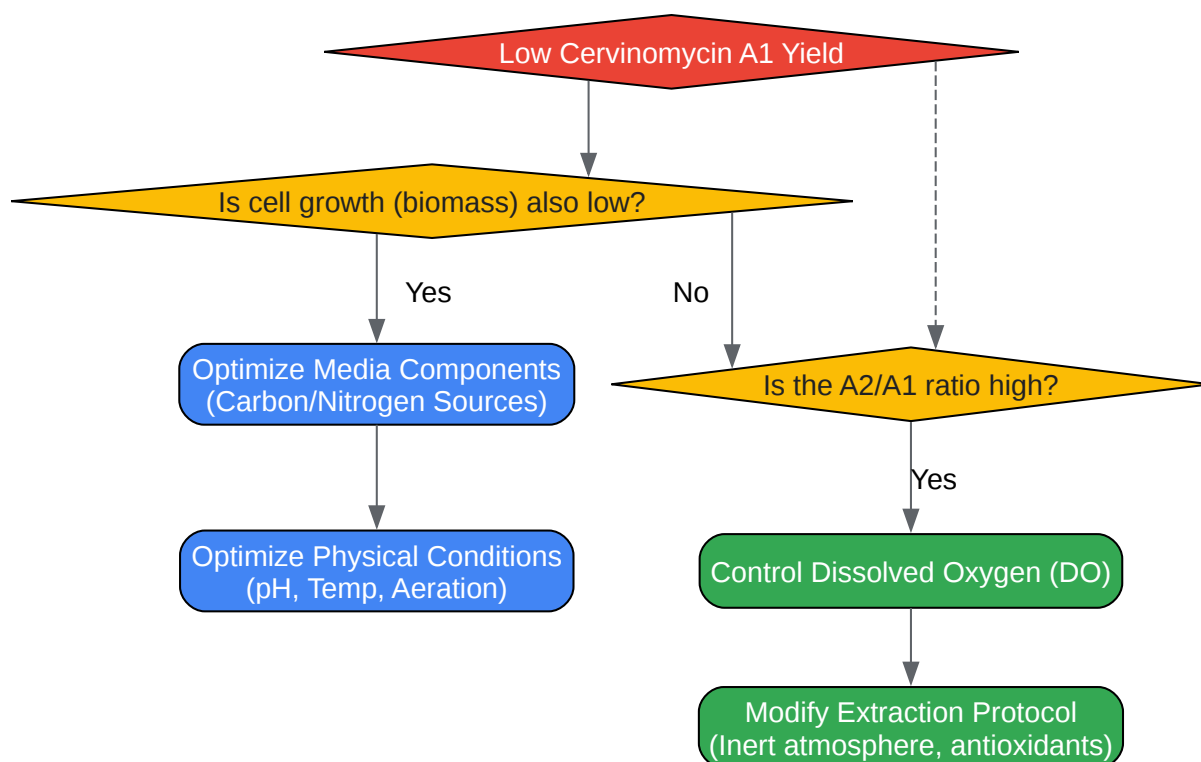 Low Cervinomycin A1 Yield
Is cell growth (biomass) also low?
Yes
No
Optimize Media Components
(Carbon/Nitrogen Sources)
Is the A2/A1 ratio high?
Yes
Optimize Physical Conditions
(pH, Temp, Aeration)
Control Dissolved Oxygen (DO)
Modify Extraction Protocol
(Inert atmosphere, antioxidants)